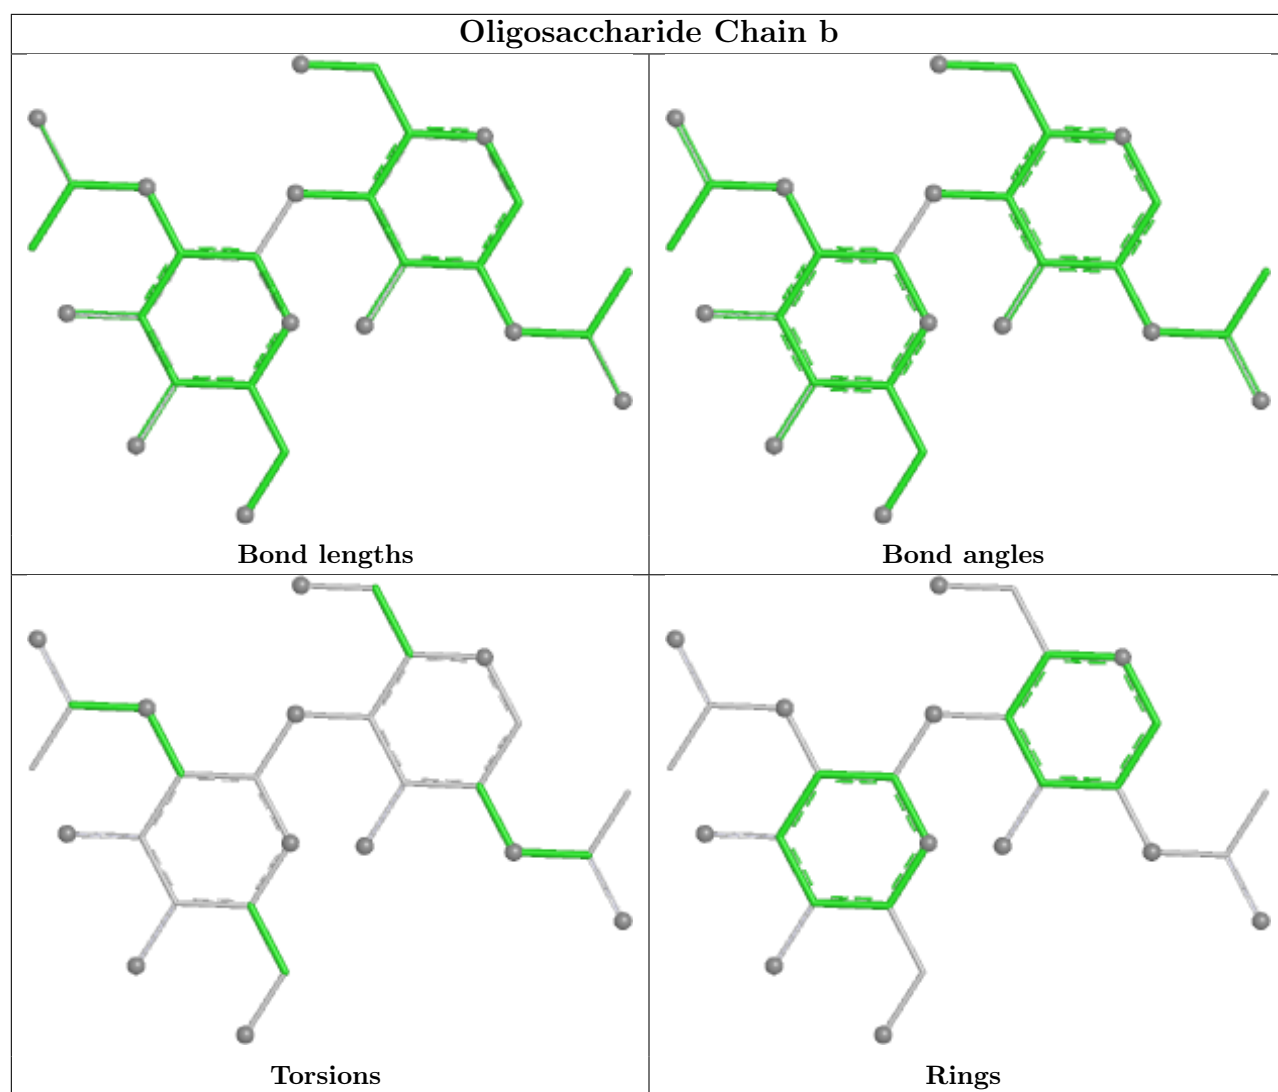 Oligosaccharide Chain b
Bond lengths
Bond angles
Torsions
Rings